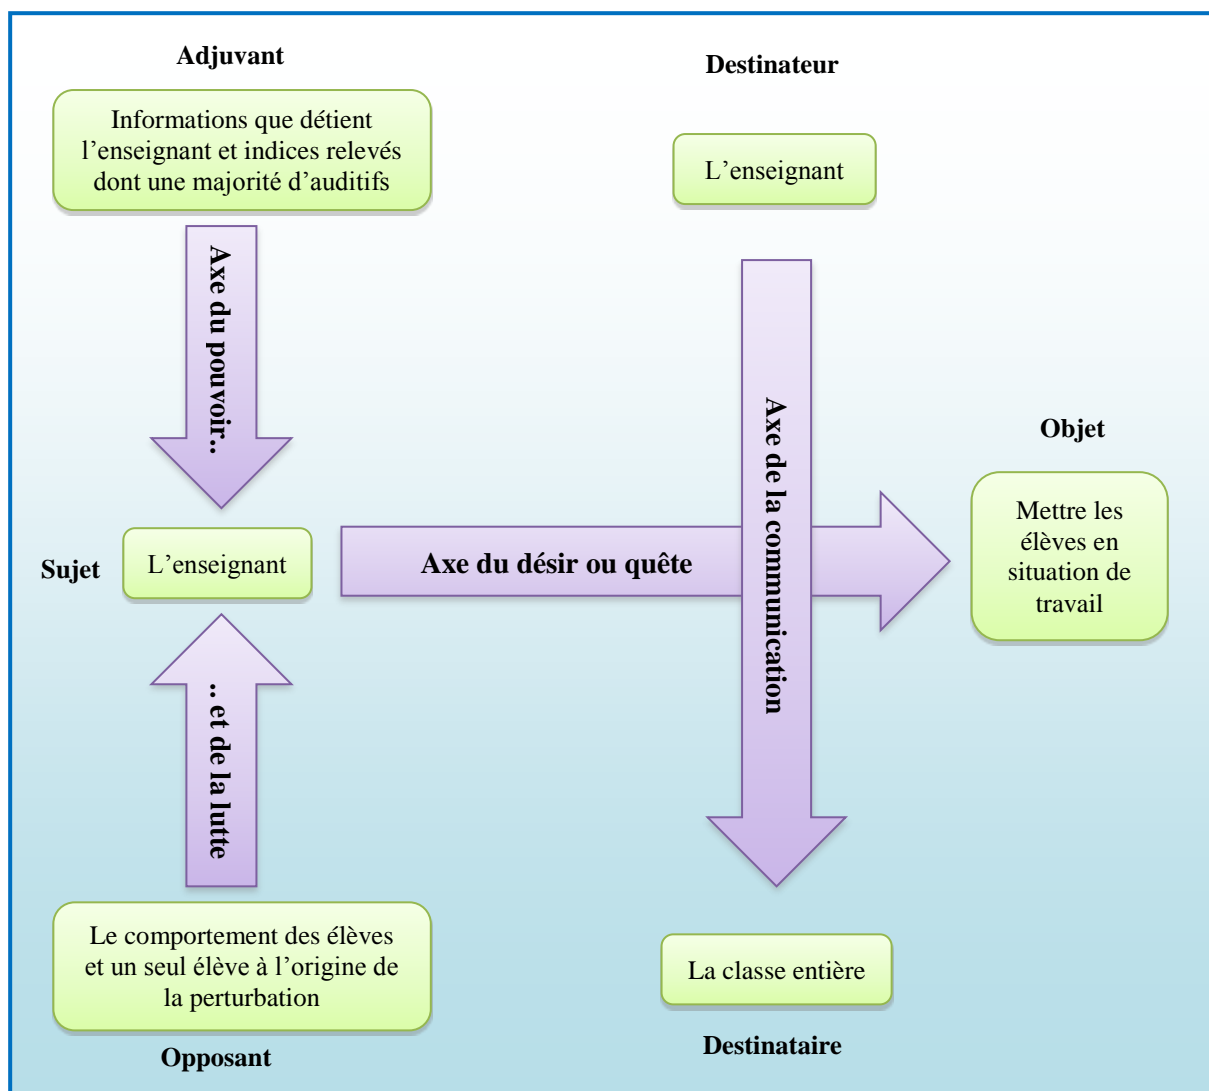 Adjuvant
Informations que détient
l’enseignant et indices relevés
dont une majorité d’auditifs
Destinateur
L’enseignant
Axe du pouvoir..
Axe de la communication
Objet
Mettre les
élèves en
situation de
travail
Sujet
L’enseignant
Axe du désir ou quête
.. et de la lutte
Le comportement des élèves
et un seul élève à l’origine de
la perturbation
Opposant
La classe entière
Destinataire